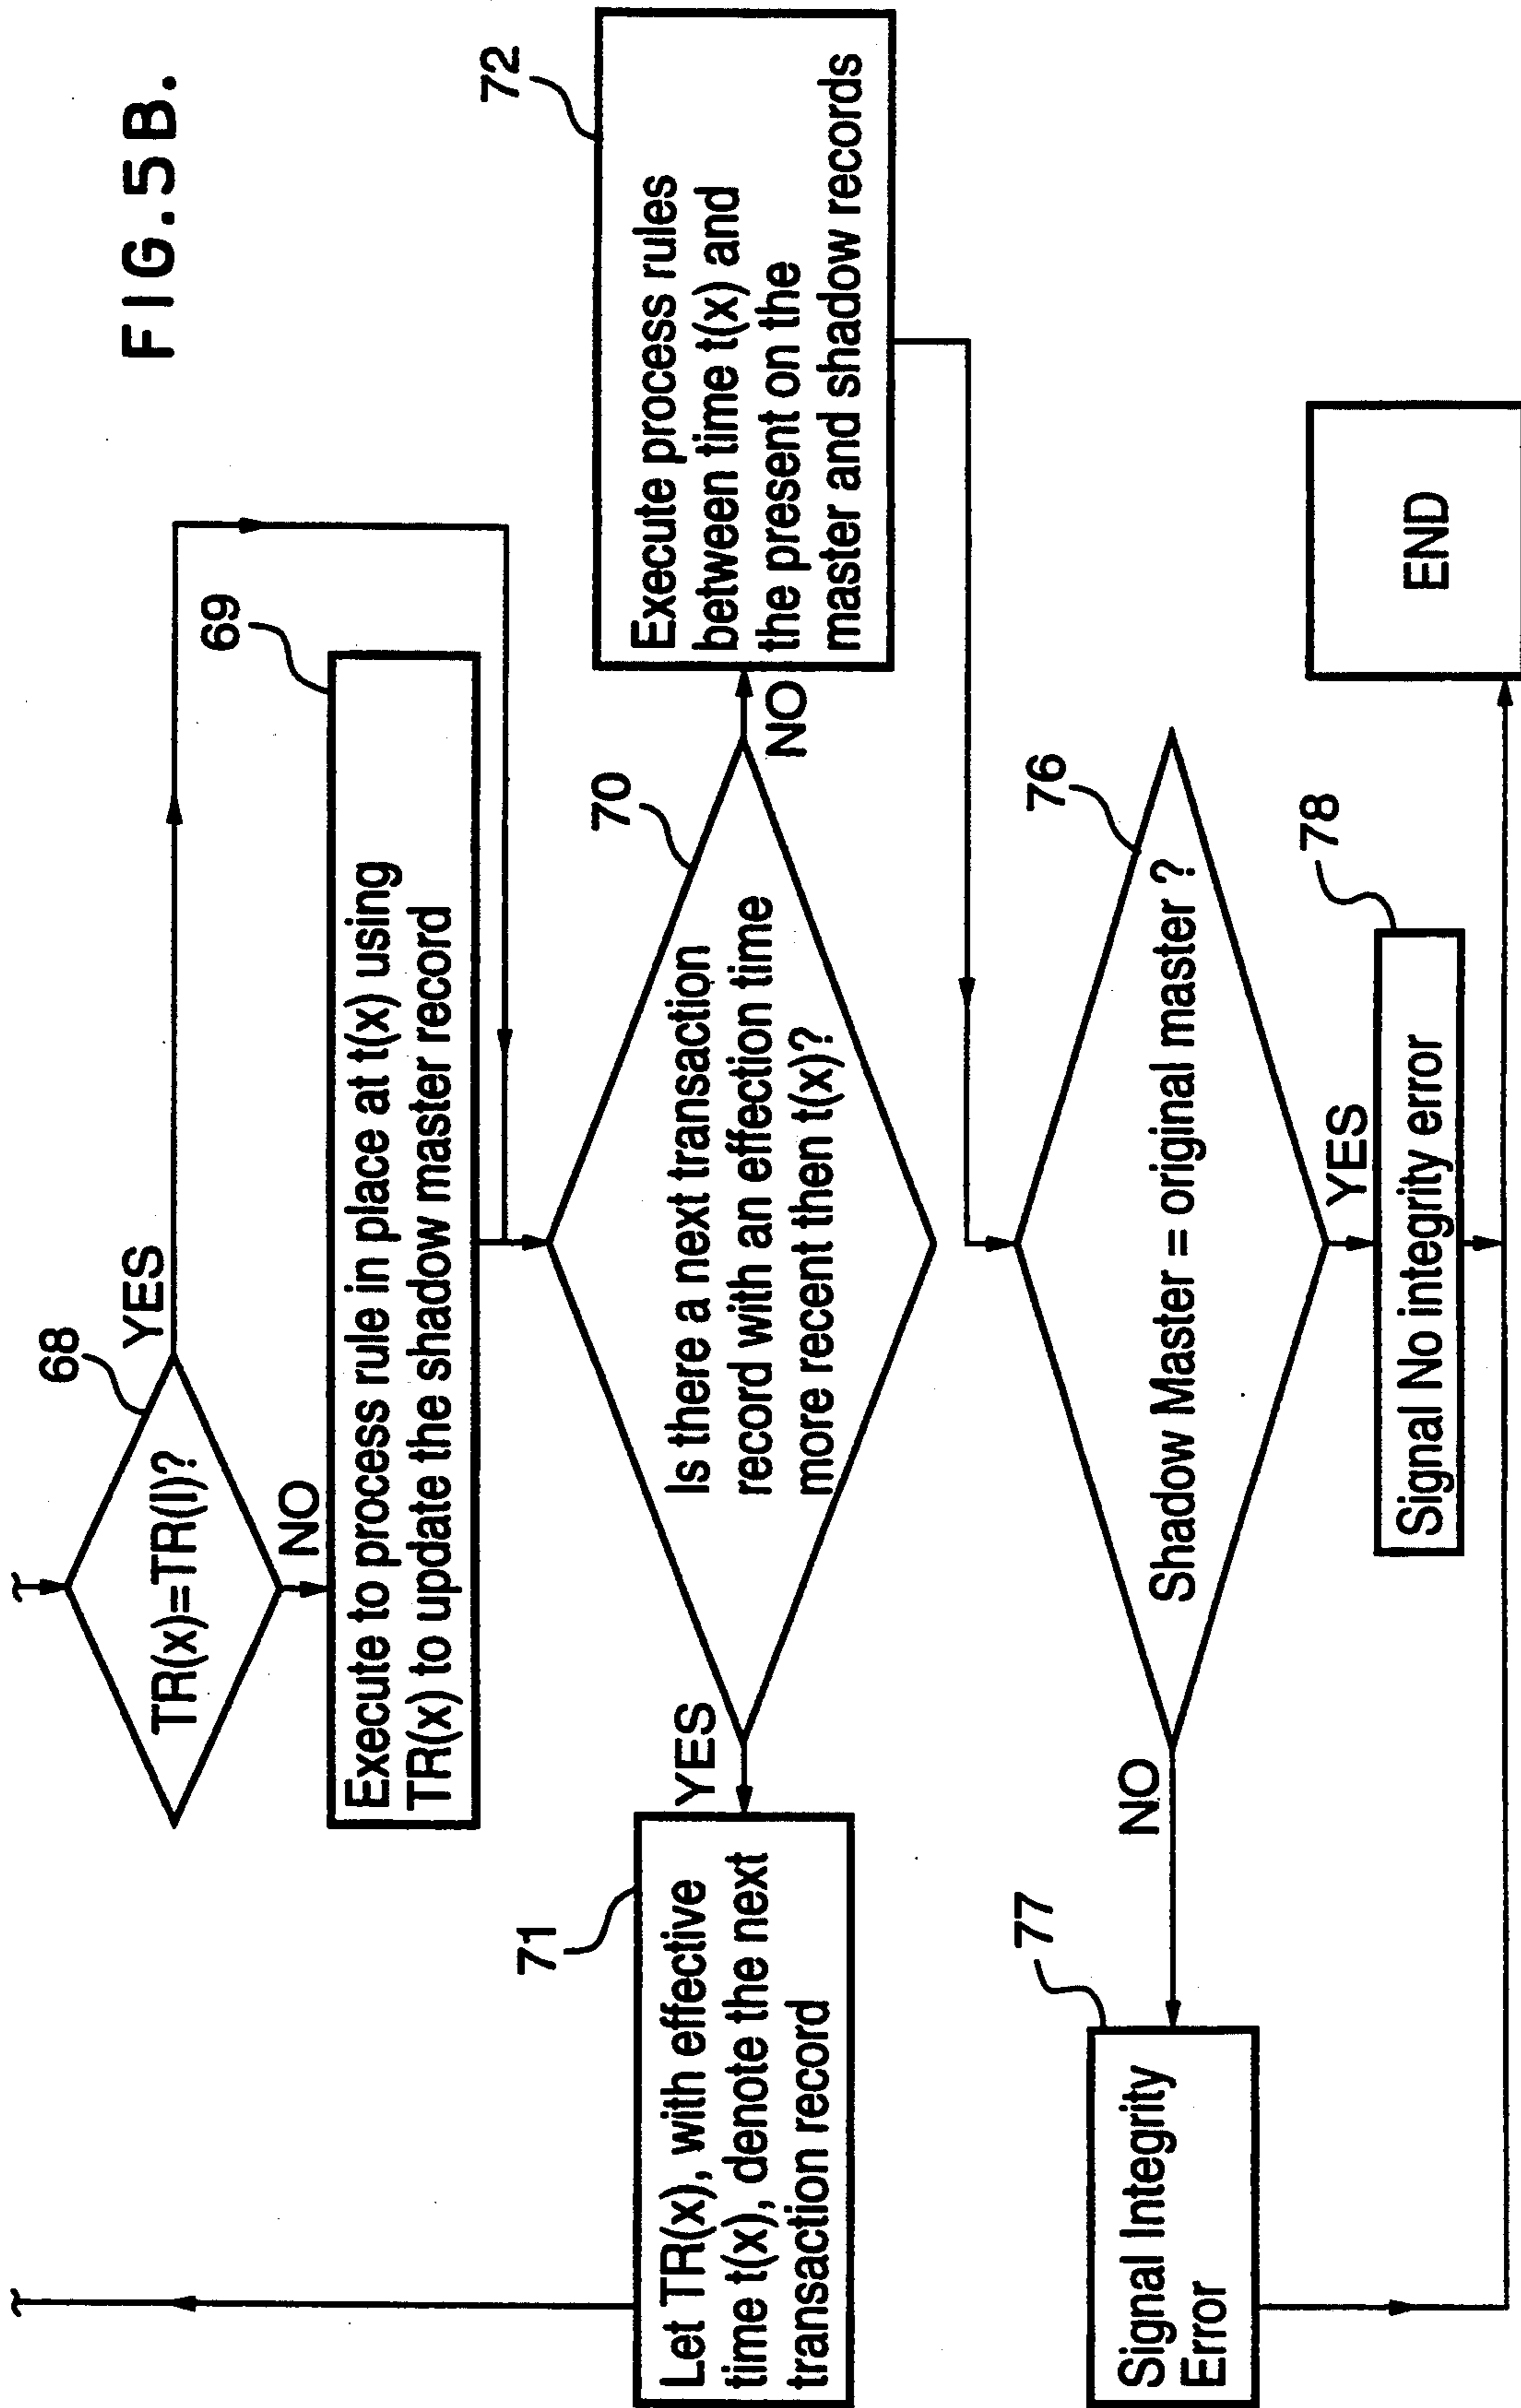 FIG.5B.
68
TR(x)=TR(I)?
YES
NO
69
Execute to process rule in place at t(x) using
TR(x) to update the shadow master record
70
Is there a next transaction
record with an effection time
more recent then t(x)?
YES
NO
71
Let TR(x), with effective
time t(x), denote the next
transaction record
72
Execute process rules
between time t(x) and
the present on the
master and shadow records
76
Shadow Master = original master ?
NO
YES
77
Signal Integrity
Error
78
Signal No integrity error
END